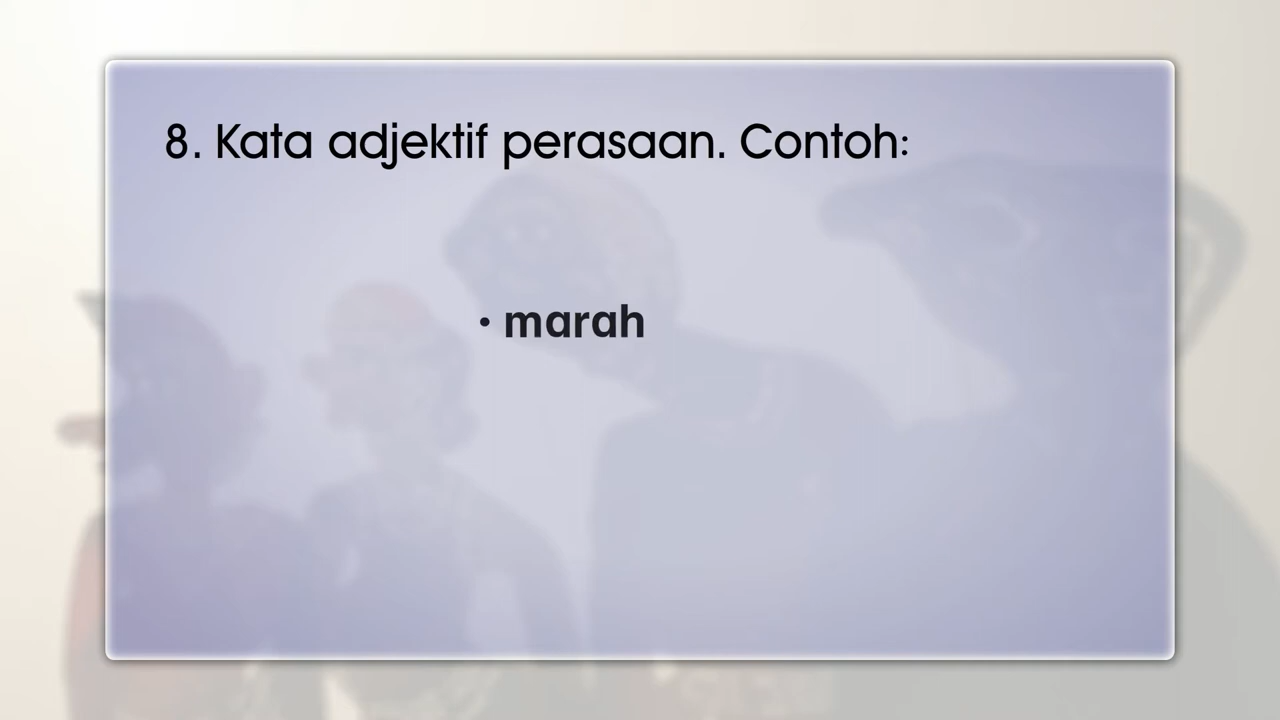 8. Kata adjektif perasaan. Contoh:
• marah